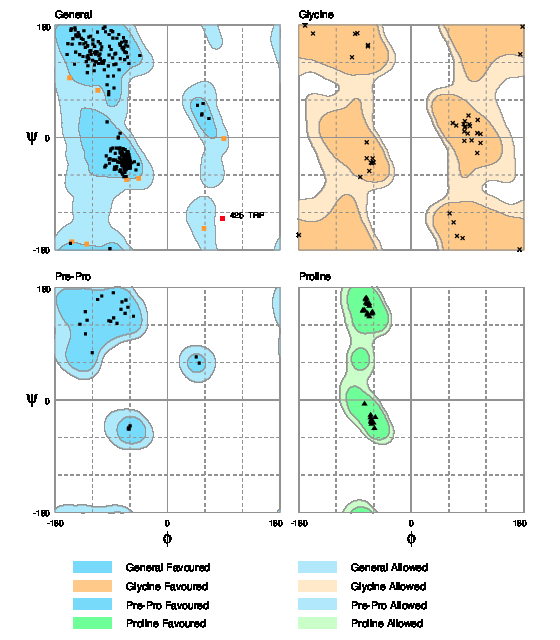 General Glycine
180
ψ 0
425 TRP
-180
Pre-Pro Proline
180
ψ 0
-180
-180 0 180 -180 0 180
ϕ ϕ
General Favoured General Allowed
Glycine Favoured Glycine Allowed
Pre-Pro Favoured Pre-Pro Allowed
Proline Favoured Proline Allowed